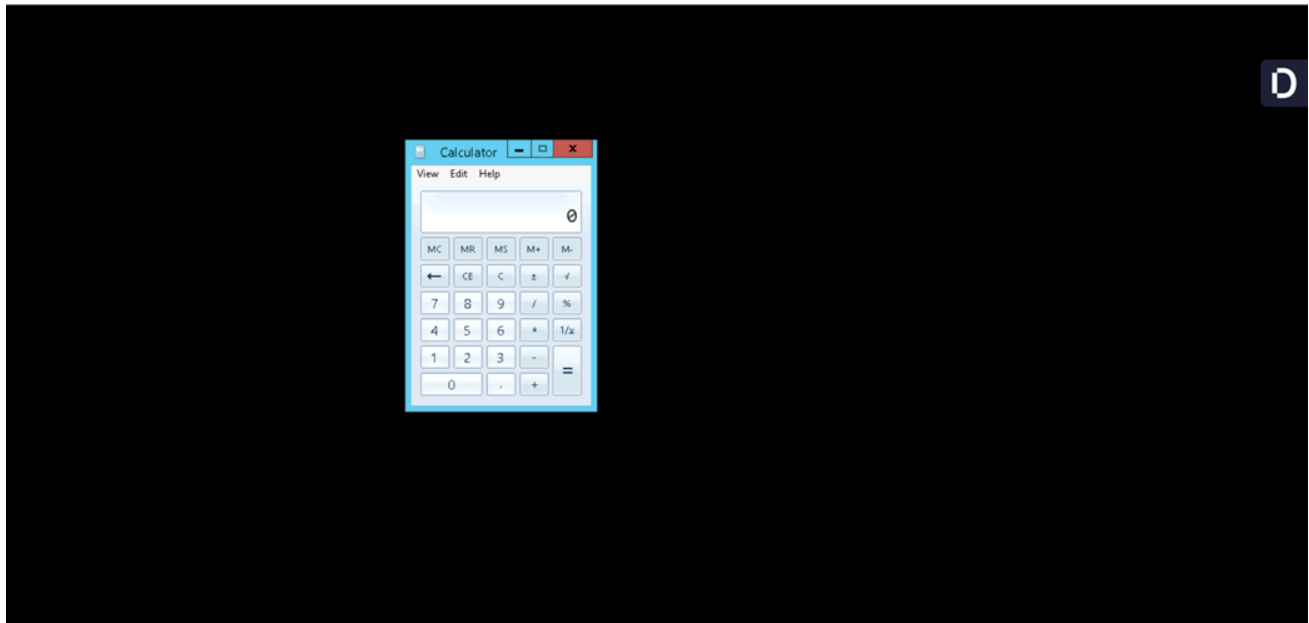 D
Calculator
View Edit Help
0
MC MR MS M+ M-
← CE C ± √
7 8 9 / %
4 5 6 * 1/x
1 2 3 -
=
0 . +